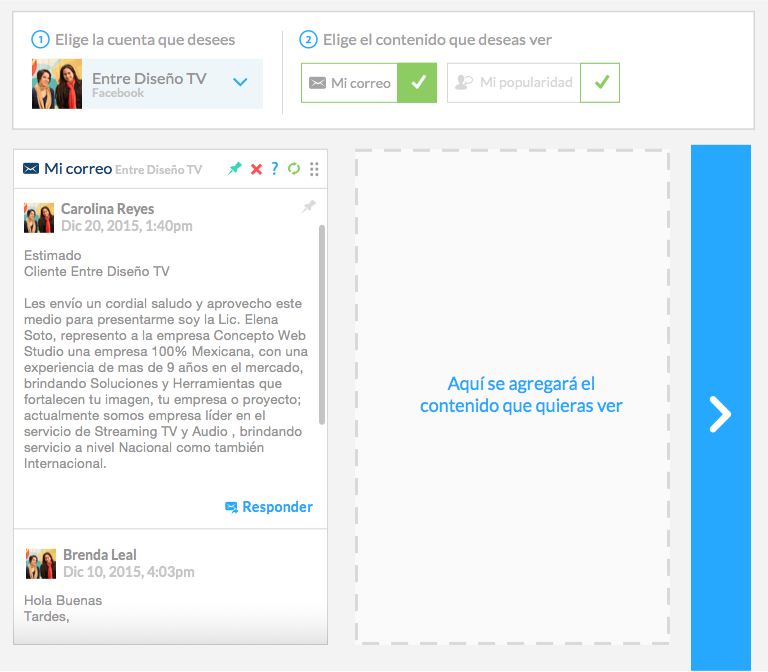 1 Elige la cuenta que desees
Entre Diseño TV
Facebook
2 Elige el contenido que deseas ver
Mi correo
Mi popularidad
Mi correo Entre Diseño TV
?
Carolina Reyes
Dic 20, 2015, 1:40pm
Estimado
Cliente Entre Diseño TV
Les envío un cordial saludo y aprovecho este
medio para presentarme soy la Lic. Elena
Soto, represento a la empresa Concepto Web
Studio una empresa 100% Mexicana, con una
experiencia de mas de 9 años en el mercado,
brindando Soluciones y Herramientas que
fortalecen tu imagen, tu empresa o proyecto;
actualmente somos empresa líder en el
servicio de Streaming TV y Audio , brindando
servicio a nivel Nacional como también
Internacional.
Responder
Brenda Leal
Dic 10, 2015, 4:03pm
Hola Buenas
Tardes,
Aquí se agregará el
contenido que quieras ver